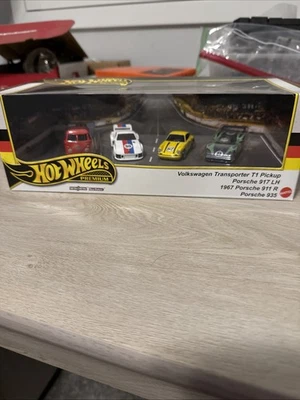 HOT WHEELS
PREMIUM
Volkswagen Transporter T1 Pickup
Porsche 917 LH
1967 Porsche 911 R
Porsche 935